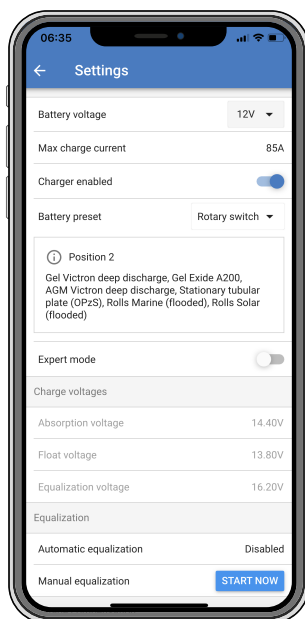 06:35
Settings
Battery voltage 12V
Max charge current 85A
Charger enabled
Battery preset Rotary switch
Position 2
Gel Victron deep discharge, Gel Exide A200,
AGM Victron deep discharge, Stationary tubular
plate (OPzS), Rolls Marine (flooded), Rolls Solar
(flooded)
Expert mode
Charge voltages
Absorption voltage 14.40V
Float voltage 13.80V
Equalization voltage 16.20V
Equalization
Automatic equalization Disabled
Manual equalization START NOW